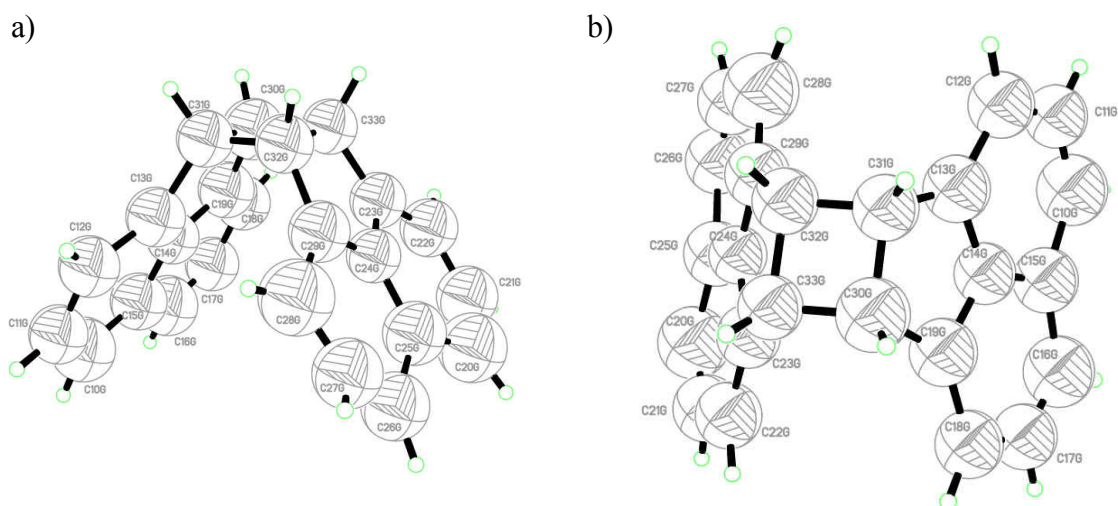 a)
b)
C31G
C30G
C33G
C32G
C13G
C19G
C18G
C23G
C12G
C14G
C29G
C22G
C24G
C17G
C21G
C28G
C15G
C16G
C11G
C25G
C20G
C10G
C27G
C26G
C28G
C12G
C27G
C11G
C29G
C31G
C26G
C13G
C10G
C24G
C32G
C25G
C14G
C15G
C33G
C30G
C20G
C19G
C16G
C23G
C21G
C22G
C18G
C17G